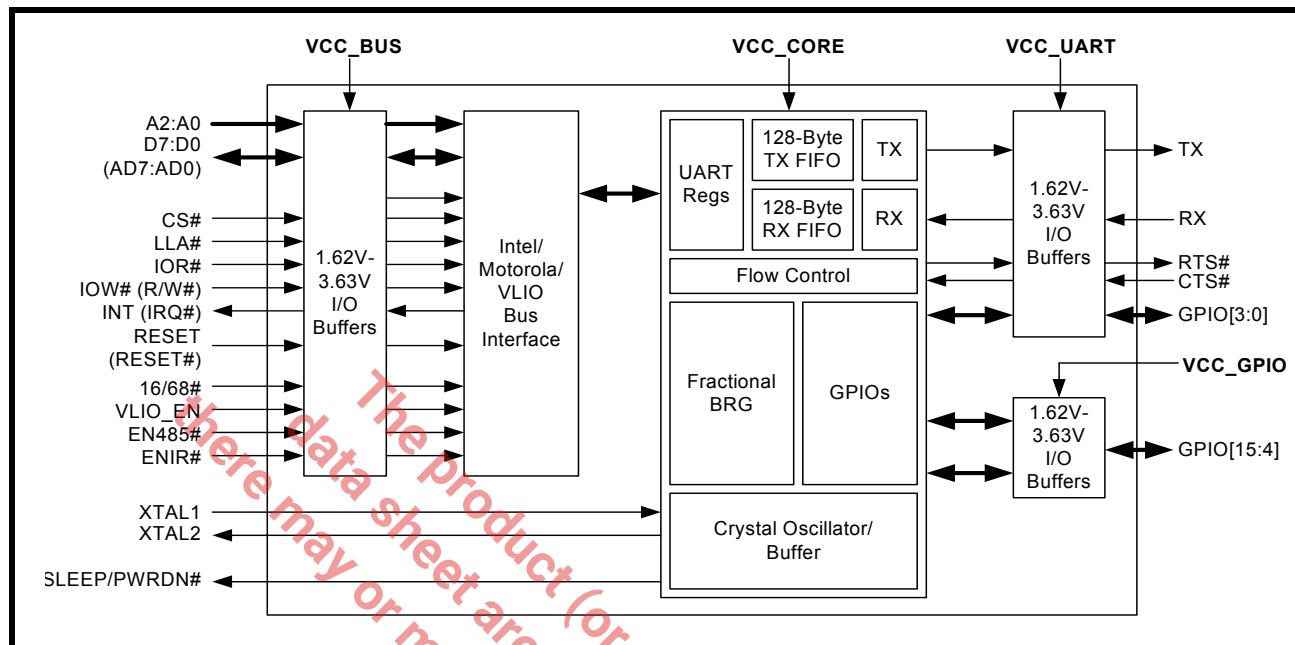 VCC_BUS
VCC_CORE
VCC_UART
A2:A0
D7:D0
(AD7:AD0)
CS#
LLA#
IOR#
IOW# (R/W#)
INT (IRQ#)
RESET
(RESET#)
16/68#
VLIO_EN
EN485#
ENIR#
XTAL1
XTAL2
SLEEP/PWRDN#
1.62V-
3.63V
I/O
Buffers
Intel/
Motorola/
VLIO
Bus
Interface
UART
Regs
128-Byte
TX FIFO
TX
128-Byte
RX FIFO
RX
Flow Control
Fractional
BRG
GPIOs
Crystal Oscillator/
Buffer
1.62V-
3.63V
I/O
Buffers
TX
RX
RTS#
CTS#
GPIO[3:0]
VCC_GPIO
1.62V-
3.63V
I/O
Buffers
GPIO[15:4]
The product (or
data sheet are
there may or m